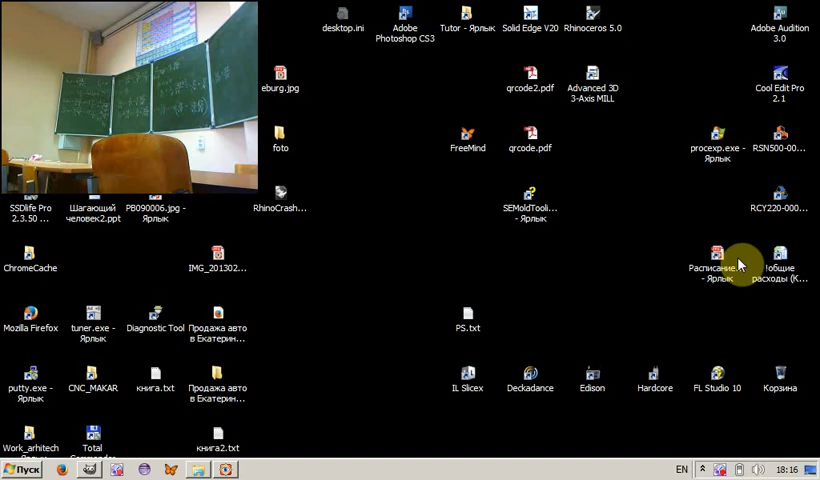 desktop.ini
Adobe
Photoshop CS3
Tutor - Ярлык
Solid Edge V20
Rhinoceros 5.0
Adobe Audition
3.0
eburg.jpg
qrcode2.pdf
Advanced 3D
3-Axis MILL
Cool Edit Pro
2.1
foto
FreeMind
qrcode.pdf
procexp.exe -
Ярлык
RSN500-00...
SSDlife Pro
2.3.50 ...
Шагающий
человек2.ppt
PB090006.jpg -
Ярлык
RhinoCrash...
SEMoldTooli...
- Ярлык
RCY220-000...
ChromeCache
IMG_201302...
Расписание.
- Ярлык
!общие
расходы (К...
Mozilla Firefox
tuner.exe -
Ярлык
Diagnostic Tool
Продажа авто
в Екатерин...
PS.txt
putty.exe -
Ярлык
CNC_MAKAR
книга.txt
Продажа авто
в Екатерин...
IL Slicex
Deckadance
Edison
Hardcore
FL Studio 10
Корзина
Work_arhitech
Total
книга2.txt
Пуск
EN
18:16